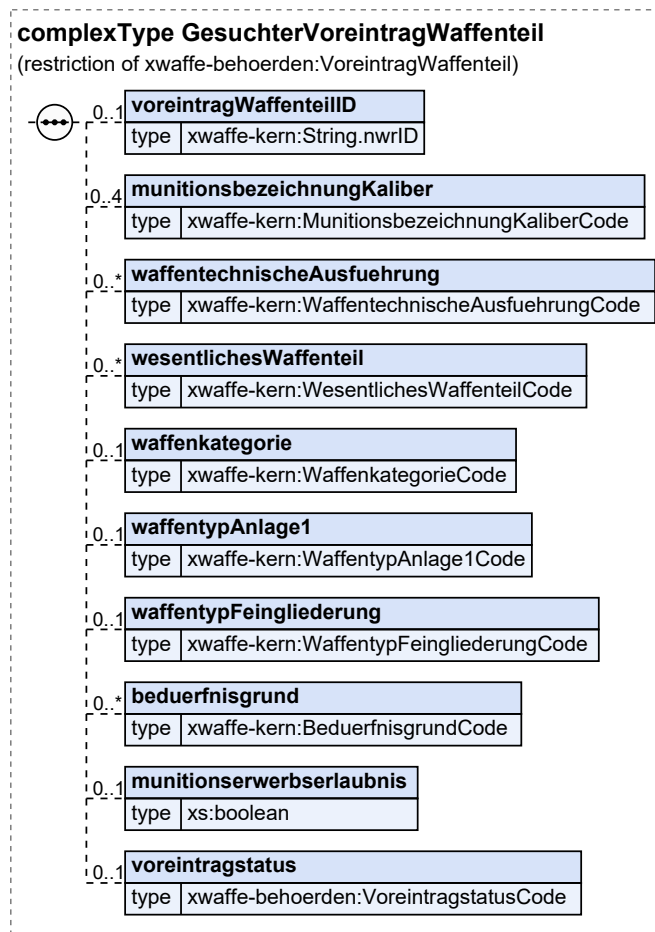 complexType GesuchterVoreintragWaffenteil
(restriction of xwaffe-behoerden:VoreintragWaffenteil)
0..1 voreintragWaffenteilID
type xwaffe-kern:String.nwrID
0..4 munitionsbezeichnungKaliber
type xwaffe-kern:MunitionsbezeichnungKaliberCode
0..* waffentechnischeAusfuehrung
type xwaffe-kern:WaffentechnischeAusfuehrungCode
0..* wesentlichesWaffenteil
type xwaffe-kern:WesentlichesWaffenteilCode
0..1 waffenkategorie
type xwaffe-kern:WaffenkategorieCode
0..1 waffentypAnlage1
type xwaffe-kern:WaffentypAnlage1Code
0..1 waffentypFeingliederung
type xwaffe-kern:WaffentypFeingliederungCode
0..* beduerfnisgrund
type xwaffe-kern:BeduerfnisgrundCode
0..1 munitionserwerbserlaubnis
type xs:boolean
0..1 voreintragstatus
type xwaffe-behoerden:VoreintragstatusCode